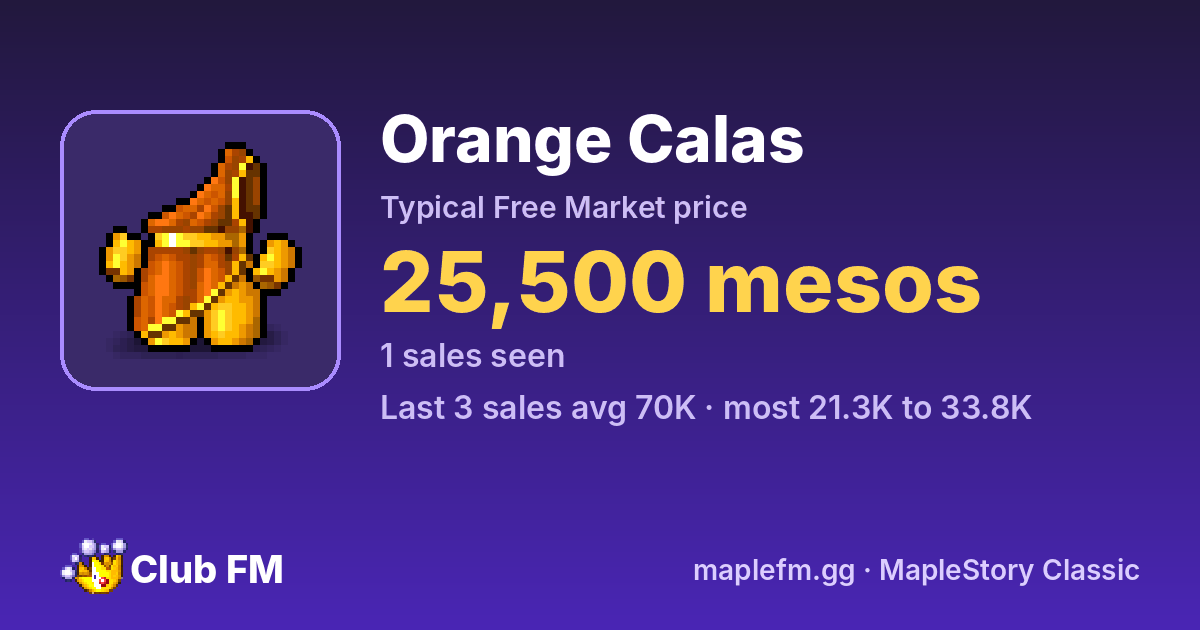 Orange Calas
Typical Free Market price
25,500 mesos
1 sales seen
Last 3 sales avg 70K · most 21.3K to 33.8K
Club FM
maplefm.gg · MapleStory Classic